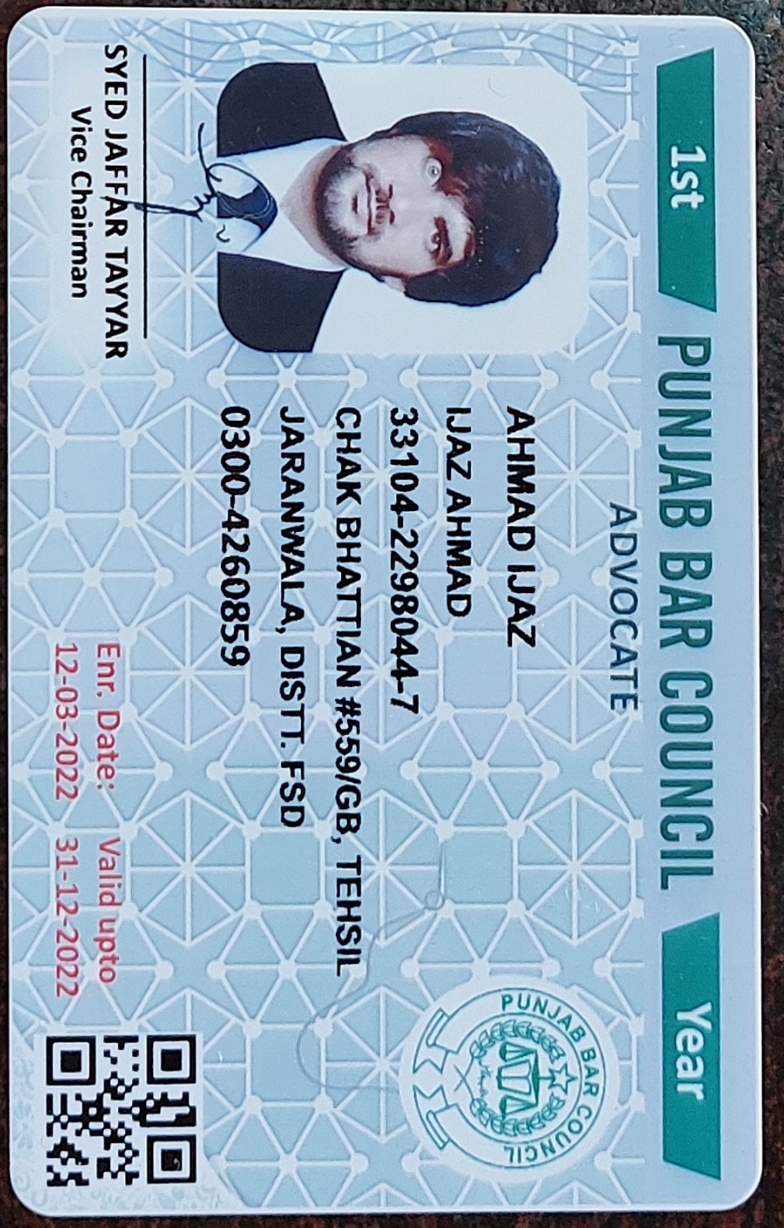 1st
PUNJAB BAR COUNCIL
Year
ADVOCATE
PUNJAB BAR COUNCIL
AHMAD IJAZ
IJAZ AHMAD
33104-2298044-7
CHAK BHATTIAN #559/GB, TEHSIL
JARANWALA, DISTT. FSD
0300-4260859
SYED JAFFAR TAYYAR
Vice Chairman
Enr. Date:
12-03-2022
Valid upto
31-12-2022